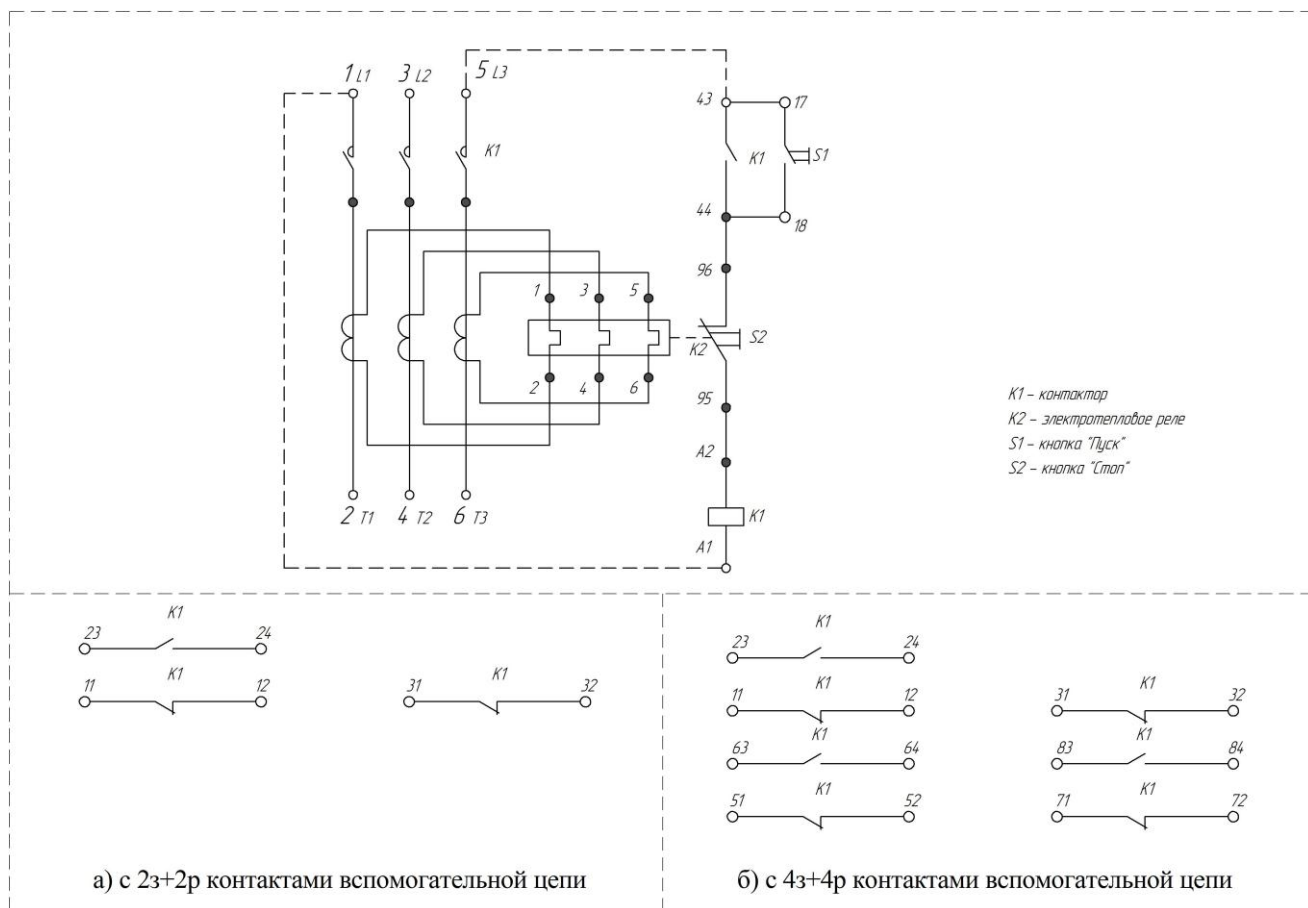 1 L1 3 L2 5 L3
43 17
K1 K1 S1
44 18
96
1 3 5
K2 S2
2 4 6
95
A2
2 T1 4 T2 6 T3
K1
A1
K1 – контактор
K2 – электротепловое реле
S1 – кнопка "Пуск"
S2 – кнопка "Стоп"
K1
23 24
K1 K1
11 12 31 32
а) с 2з+2р контактами вспомогательной цепи
K1
23 24
K1 K1
11 12 31 32
K1 K1
63 64 83 84
K1 K1
51 52 71 72
б) с 4з+4р контактами вспомогательной цепи